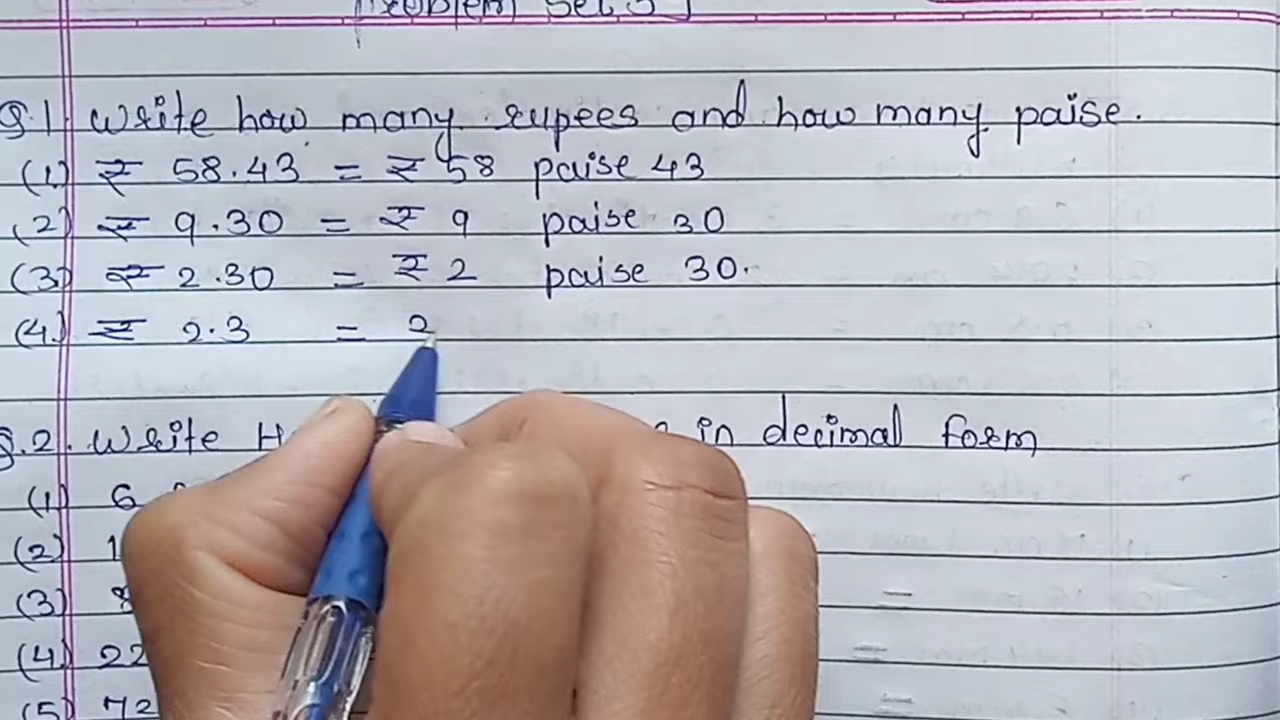 Problem Set
Q.1. Write how many rupees and how many paise.
(1) ₹ 58.43 = ₹ 58 paise 43
(2) ₹ 9.30 = ₹ 9 paise 30
(3) ₹ 2.30 = ₹ 2 paise 30.
(4) ₹ 2.3 = 2
Q.2. Write in decimal form
(1) 6
(2) 1
(3) =
(4) 22 =
(5) 72 =